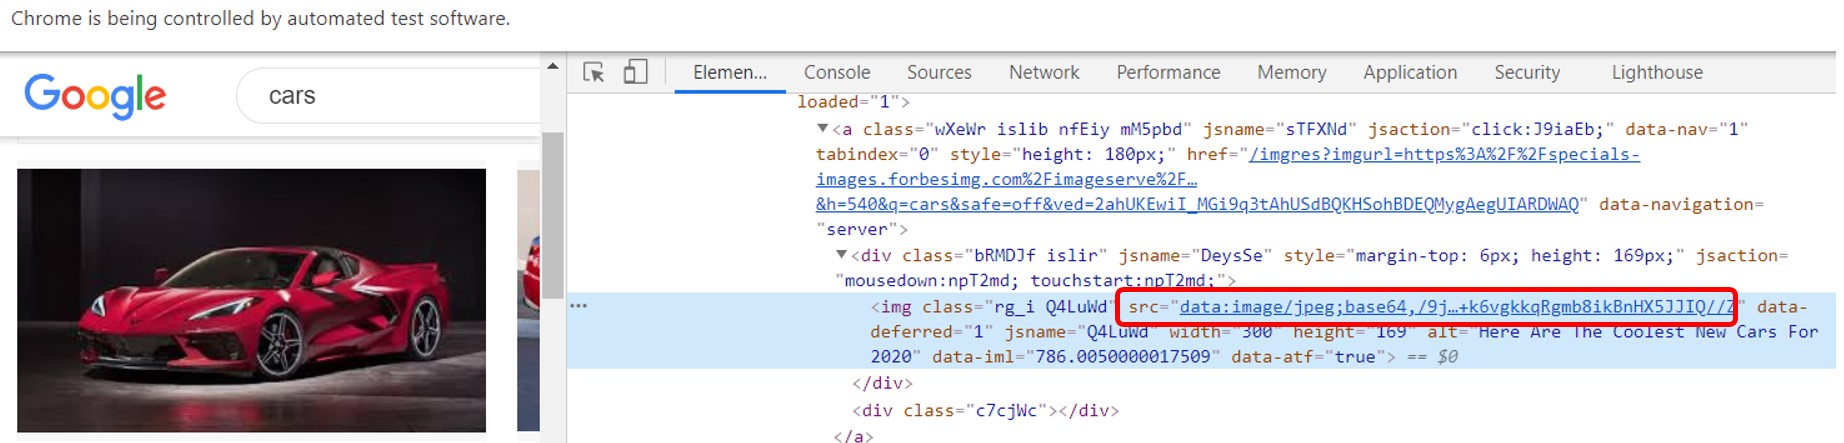 Chrome is being controlled by automated test software.
Google
cars
Elemen... Console Sources Network Performance Memory Application Security Lighthouse
loaded="1">
▼<a class="wXeWr islib nfEiy mM5pbd" jsname="sTFXNd" jsaction="click:J9iaEb;" data-nav="1"
tabindex="0" style="height: 180px;" href="/imgres?imgurl=https%3A%2F%2Fspecials-
images.forbesimg.com%2Fimageserve%2F…
&h=540&q=cars&safe=off&ved=2ahUKEwiI_MGi9q3tAhUSdBQKHSohBDEQMygAegUIARDWAQ" data-navigation=
"server">
▼<div class="bRMDJf islir" jsname="DeysSe" style="margin-top: 6px; height: 169px;" jsaction=
"mousedown:npT2md; touchstart:npT2md;">
<img class="rg_i Q4LuWd" src="data:image/jpeg;base64,/9j…+k6vgkkqRgmb8ikBnHX5JJIQ//Z" data-
deferred="1" jsname="Q4LuWd" width="300" height="169" alt="Here Are The Coolest New Cars For
2020" data-iml="786.0050000017509" data-atf="true"> == $0
</div>
<div class="c7cjWc"></div>
</a>